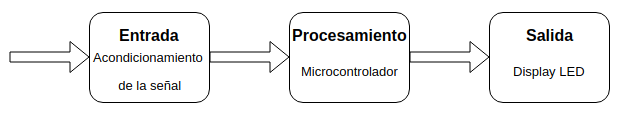 Entrada
Acondicionamiento
de la señal
Procesamiento
Microcontrolador
Salida
Display LED